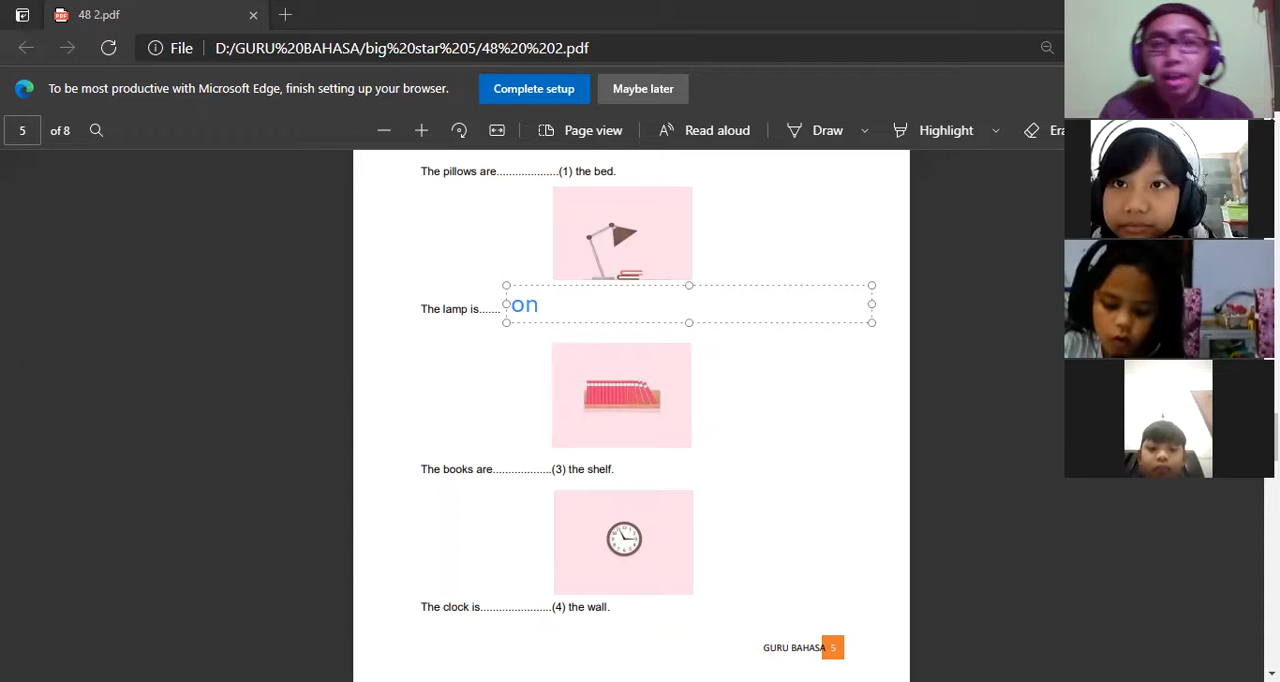 48 2.pdf
File D:/GURU%20BAHASA/big%20star%205/48%20%202.pdf
To be most productive with Microsoft Edge, finish setting up your browser. Complete setup Maybe later
5 of 8 Page view Read aloud Draw Highlight Era
The pillows are....................(1) the bed.
The lamp is....... on
The books are...................(3) the shelf.
The clock is.......................(4) the wall.
GURU BAHASA 5